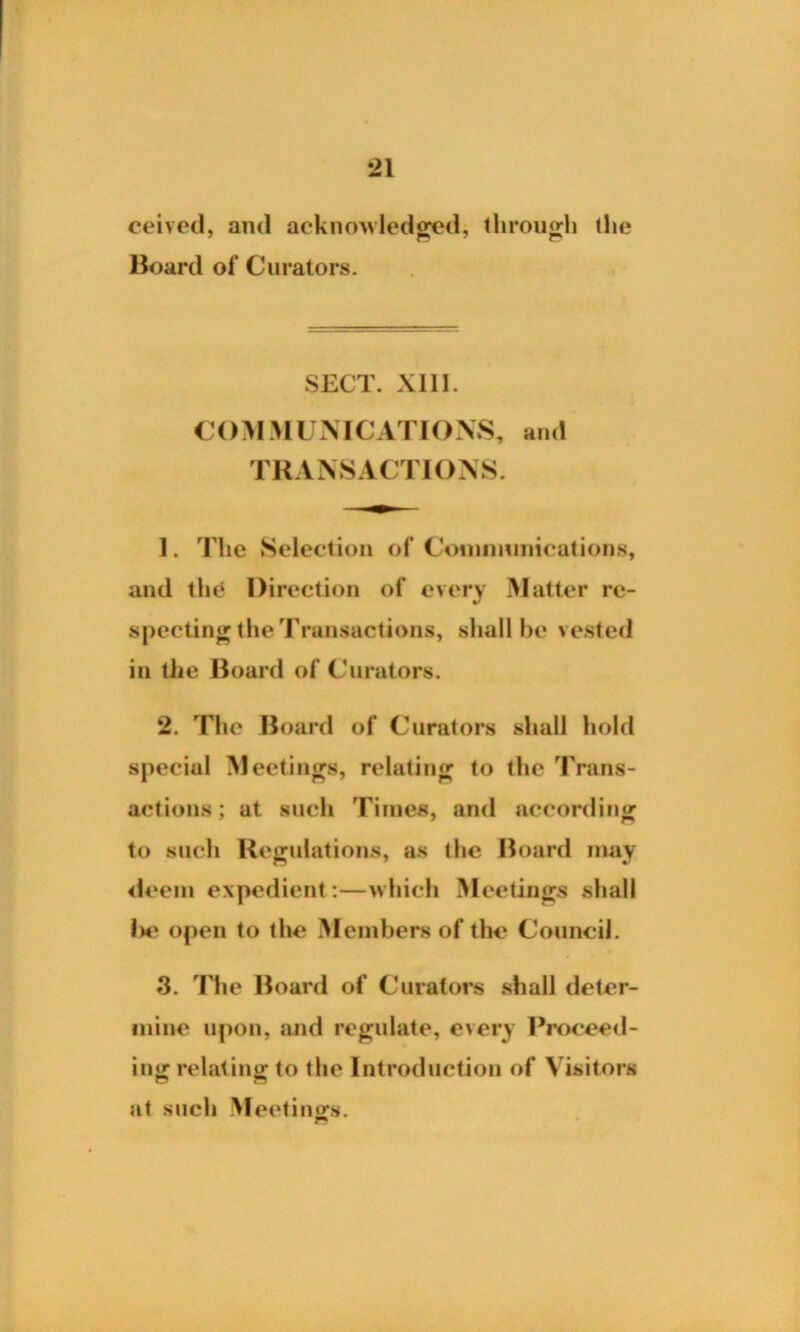 21
ceived, and acknowledged, through the
Board of Curators.
SECT. XIII.
COMMUNICATIONS, and
TRANSACTIONS.
1. The Selection of Communications,
and the Direction of every Matter re-
specting the Transactions, shall be vested
in the Board of Curators.
2. The Board of Curators shall hold
special Meetings, relating to the Trans-
actions; at such Times, and according
to such Regulations, as the Board may
deem expedient:—which Meetings shall
be open to the Members of the Council.
3. The Board of Curators shall deter-
mine upon, and regulate, every Proceed-
ing relating to the Introduction of Visitors
at such Meetings.